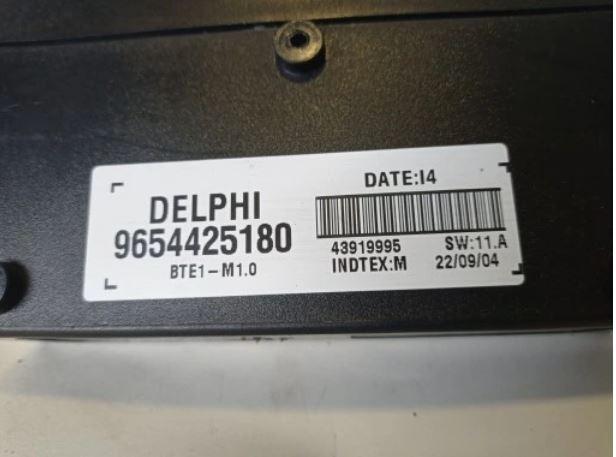 DELPHI
9654425180
BTE1-M1.0
DATE:I4
43919995 SW:11.A
INDTEX:M 22/09/04